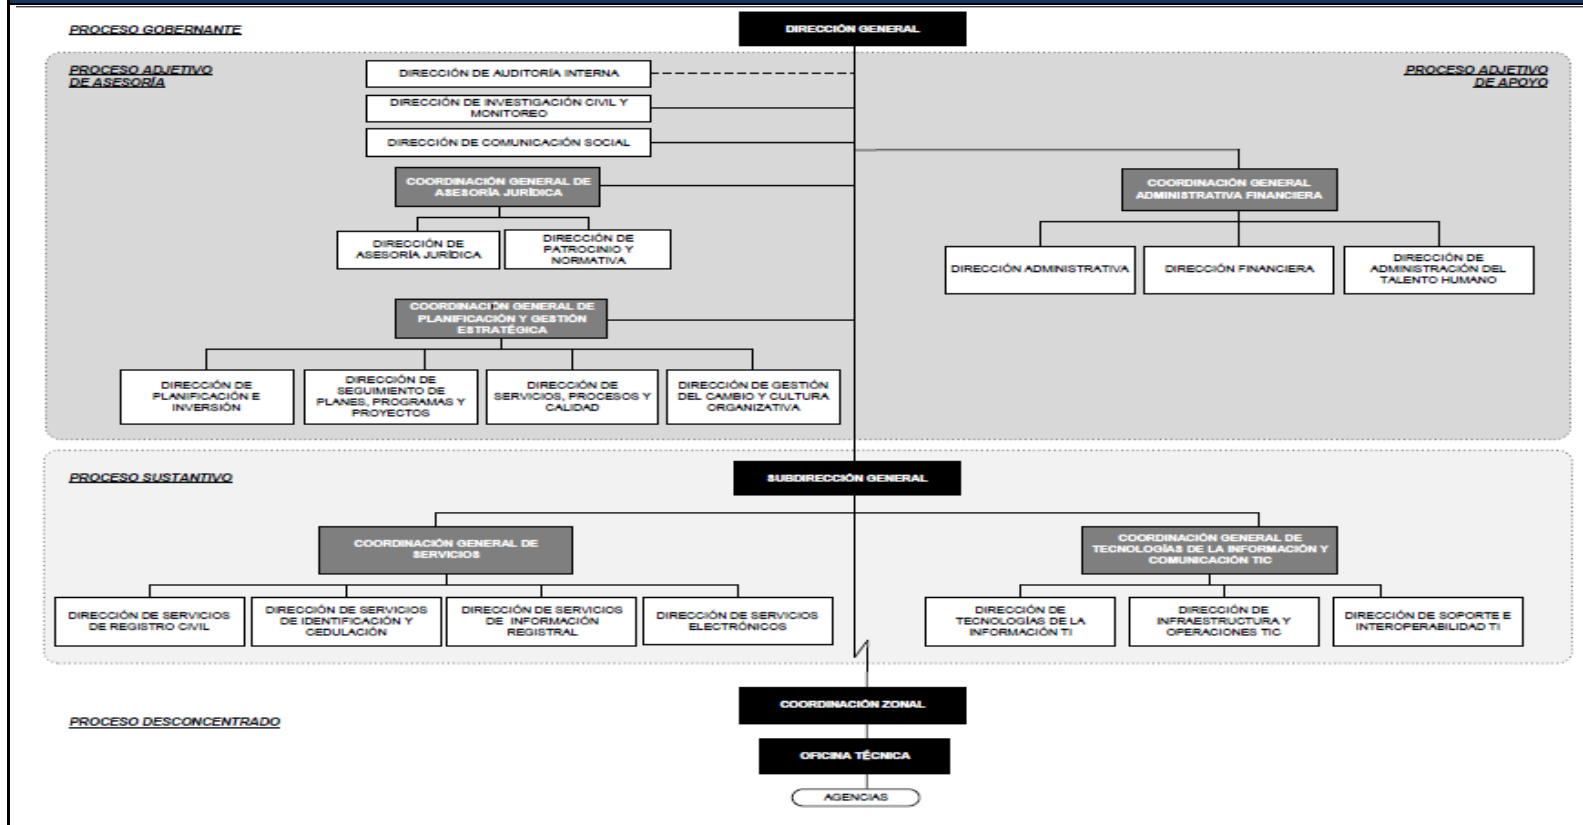 PROCESO GOBERNANTE
DIRECCIÓN GENERAL
PROCESO ADJETIVO
DE ASESORÍA
PROCESO ADJETIVO
DE APOYO
DIRECCIÓN DE AUDITORÍA INTERNA
DIRECCIÓN DE INVESTIGACIÓN CIVIL Y
MONITOREO
DIRECCIÓN DE COMUNICACIÓN SOCIAL
COORDINACIÓN GENERAL DE
ASESORÍA JURÍDICA
DIRECCIÓN DE
ASESORÍA JURÍDICA
DIRECCIÓN DE
PATROCINIO Y
NORMATIVA
COORDINACIÓN GENERAL
ADMINISTRATIVA FINANCIERA
DIRECCIÓN ADMINISTRATIVA
DIRECCIÓN FINANCIERA
DIRECCIÓN DE
ADMINISTRACIÓN DEL
TALENTO HUMANO
COORDINACIÓN GENERAL DE
PLANIFICACIÓN Y GESTIÓN
ESTRATÉGICA
DIRECCIÓN DE
PLANIFICACIÓN E
INVERSIÓN
DIRECCIÓN DE
SEGUIMIENTO DE
PLANES, PROGRAMAS Y
PROYECTOS
DIRECCIÓN DE
SERVICIOS, PROCESOS Y
CALIDAD
DIRECCIÓN DE GESTIÓN
DEL CAMBIO Y CULTURA
ORGANIZATIVA
PROCESO SUSTANTIVO
SUBDIRECCIÓN GENERAL
COORDINACIÓN GENERAL DE
SERVICIOS
COORDINACIÓN GENERAL DE
TECNOLOGÍAS DE LA INFORMACIÓN Y
COMUNICACIÓN TIC
DIRECCIÓN DE SERVICIOS
DE REGISTRO CIVIL
DIRECCIÓN DE SERVICIOS
DE IDENTIFICACIÓN Y
CEDULACIÓN
DIRECCIÓN DE SERVICIOS
DE INFORMACIÓN
REGISTRAL
DIRECCIÓN DE SERVICIOS
ELECTRÓNICOS
DIRECCIÓN DE
TECNOLOGÍAS DE LA
INFORMACIÓN TI
DIRECCIÓN DE
INFRAESTRUCTURA Y
OPERACIONES TIC
DIRECCIÓN DE SOPORTE E
INTEROPERABILIDAD TI
PROCESO DESCONCENTRADO
COORDINACIÓN ZONAL
OFICINA TÉCNICA
AGENCIAS